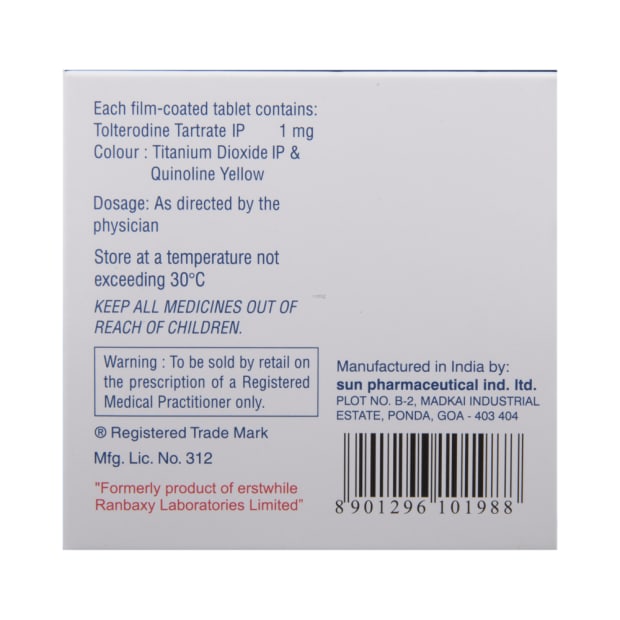 Each film-coated tablet contains:
Tolterodine Tartrate IP 1 mg
Colour : Titanium Dioxide IP &
Quinoline Yellow
Dosage: As directed by the
physician
Store at a temperature not
exceeding 30°C
KEEP ALL MEDICINES OUT OF
REACH OF CHILDREN.
Warning : To be sold by retail on
the prescription of a Registered
Medical Practitioner only.
® Registered Trade Mark
Mfg. Lic. No. 312
"Formerly product of erstwhile
Ranbaxy Laboratories Limited”
Manufactured in India by:
sun pharmaceutical ind. ltd.
PLOT NO. B-2, MADKAI INDUSTRIAL
ESTATE, PONDA, GOA - 403 404
8 901296 101988